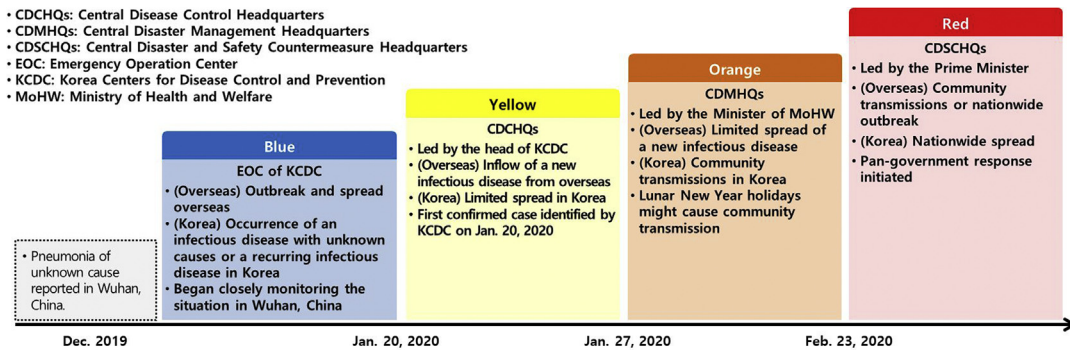 • CDCHQs: Central Disease Control Headquarters
• CDMHQs: Central Disaster Management Headquarters
• CDSCHQs: Central Disaster and Safety Countermeasure Headquarters
• EOC: Emergency Operation Center
• KCDC: Korea Centers for Disease Control and Prevention
• MoHW: Ministry of Health and Welfare
• Pneumonia of
unknown cause
reported in Wuhan,
China.
Blue
EOC of KCDC
• (Overseas) Outbreak and spread
overseas
• (Korea) Occurrence of an
infectious disease with unknown
causes or a recurring infectious
disease in Korea
• Began closely monitoring the
situation in Wuhan, China
Yellow
CDCHQs
• Led by the head of KCDC
• (Overseas) Inflow of a new
infectious disease from overseas
• (Korea) Limited spread in Korea
• First confirmed case identified by
KCDC on Jan. 20, 2020
Orange
CDMHQs
• Led by the Minister of MoHW
• (Overseas) Limited spread of
a new infectious disease
• (Korea) Community
transmissions in Korea
• Lunar New Year holidays
might cause community
transmission
Red
CDSCHQs
• Led by the Prime Minister
• (Overseas) Community
transmissions or nationwide
outbreak
• (Korea) Nationwide spread
• Pan-government response
initiated
Dec. 2019
Jan. 20, 2020
Jan. 27, 2020
Feb. 23, 2020